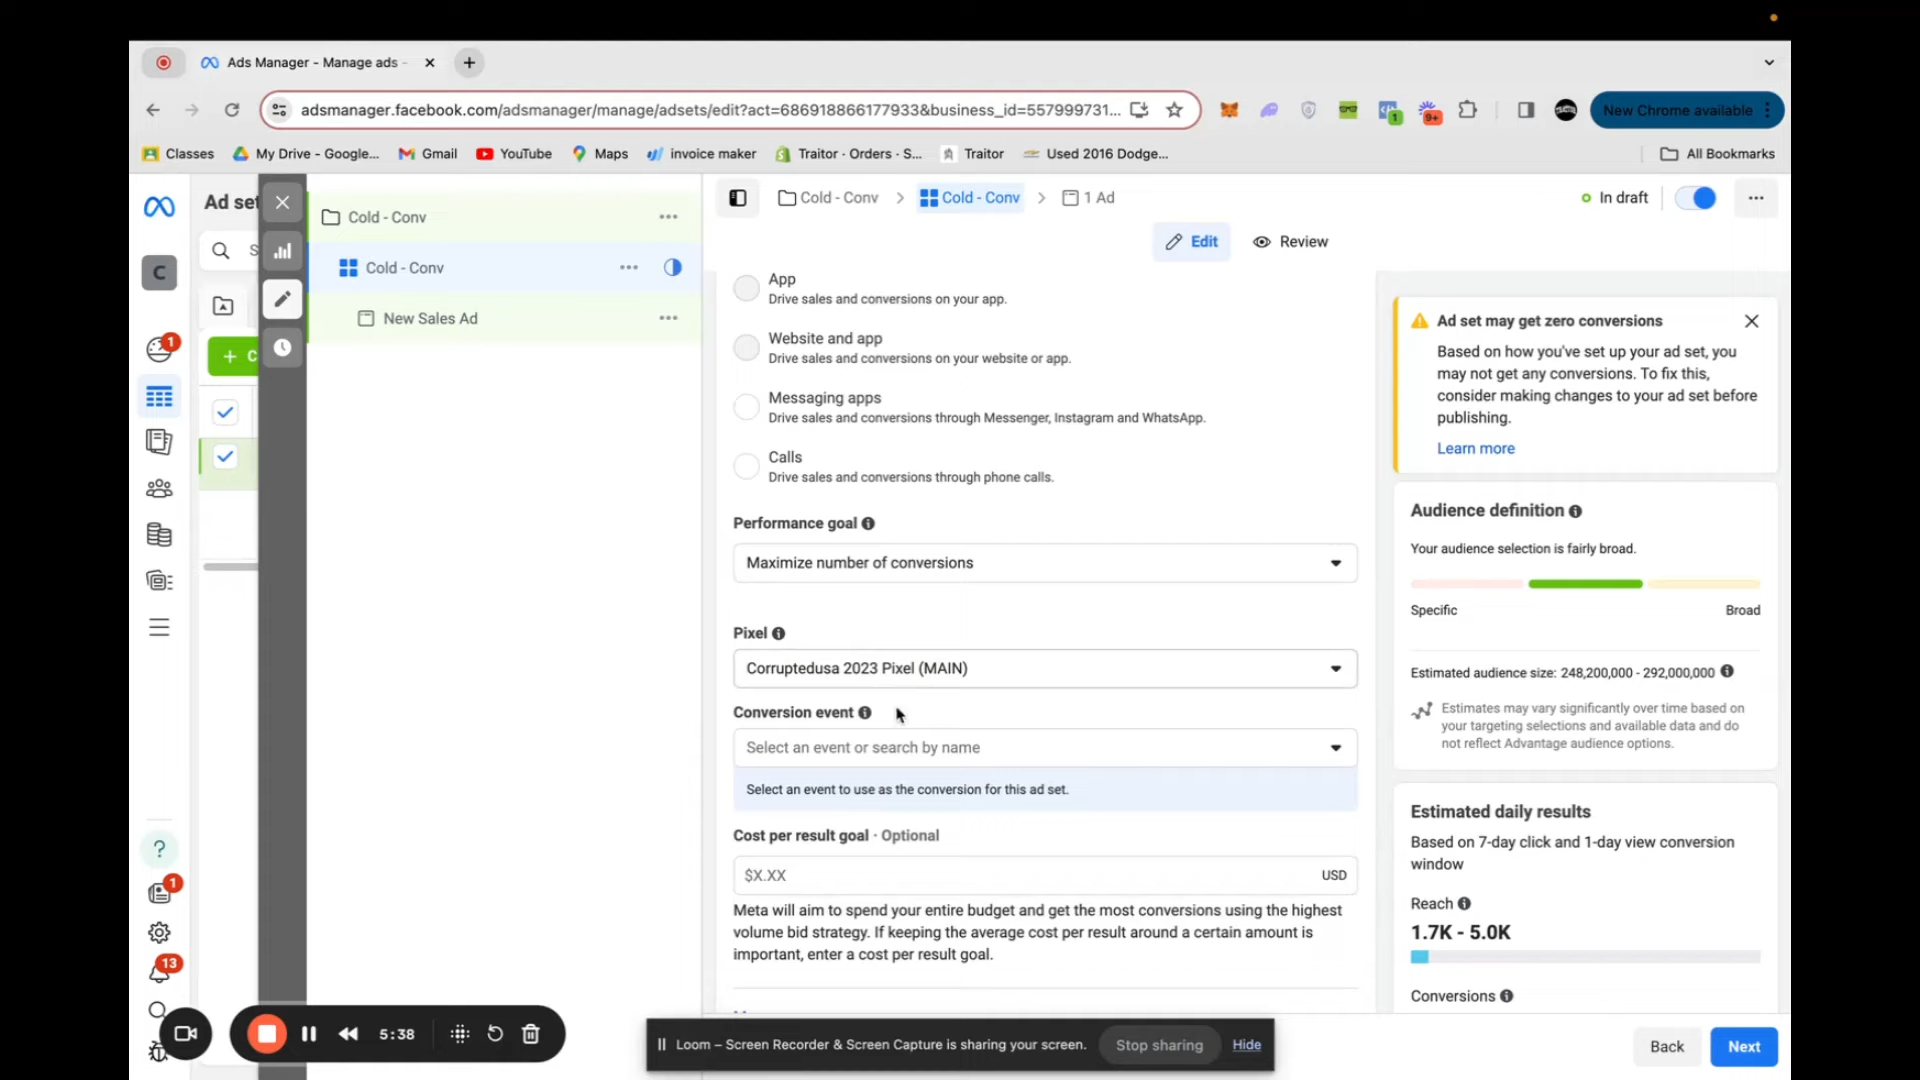 Ads Manager - Manage ads -
adsmanager.facebook.com/adsmanager/manage/adsets/edit?act=686918866177933&business_id=557999731...
1
9+
New Chrome available
Classes
My Drive - Google...
Gmail
YouTube
Maps
invoice maker
Traitor · Orders · S...
Traitor
Used 2016 Dodge...
All Bookmarks
Ad set
C
S
1
+ C
1
13
Cold - Conv
Cold - Conv
New Sales Ad
Cold - Conv
Cold - Conv
1 Ad
In draft
Edit
Review
App
Drive sales and conversions on your app.
Website and app
Drive sales and conversions on your website or app.
Messaging apps
Drive sales and conversions through Messenger, Instagram and WhatsApp.
Calls
Drive sales and conversions through phone calls.
Performance goal
Maximize number of conversions
Pixel
Corruptedusa 2023 Pixel (MAIN)
Conversion event
Select an event or search by name
Select an event to use as the conversion for this ad set.
Cost per result goal · Optional
$X.XX
USD
Meta will aim to spend your entire budget and get the most conversions using the highest
volume bid strategy. If keeping the average cost per result around a certain amount is
important, enter a cost per result goal.
Ad set may get zero conversions
Based on how you've set up your ad set, you
may not get any conversions. To fix this,
consider making changes to your ad set before
publishing.
Learn more
Audience definition
Your audience selection is fairly broad.
Specific
Broad
Estimated audience size: 248,200,000 - 292,000,000
Estimates may vary significantly over time based on
your targeting selections and available data and do
not reflect Advantage audience options.
Estimated daily results
Based on 7-day click and 1-day view conversion
window
Reach
1.7K - 5.0K
Conversions
5:38
Loom – Screen Recorder & Screen Capture is sharing your screen.
Stop sharing
Hide
Back
Next